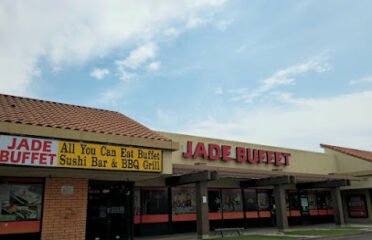 JADE
BUFFET
All You Can Eat Buffet
Sushi Bar & BBQ Grill
JADE BUFFET